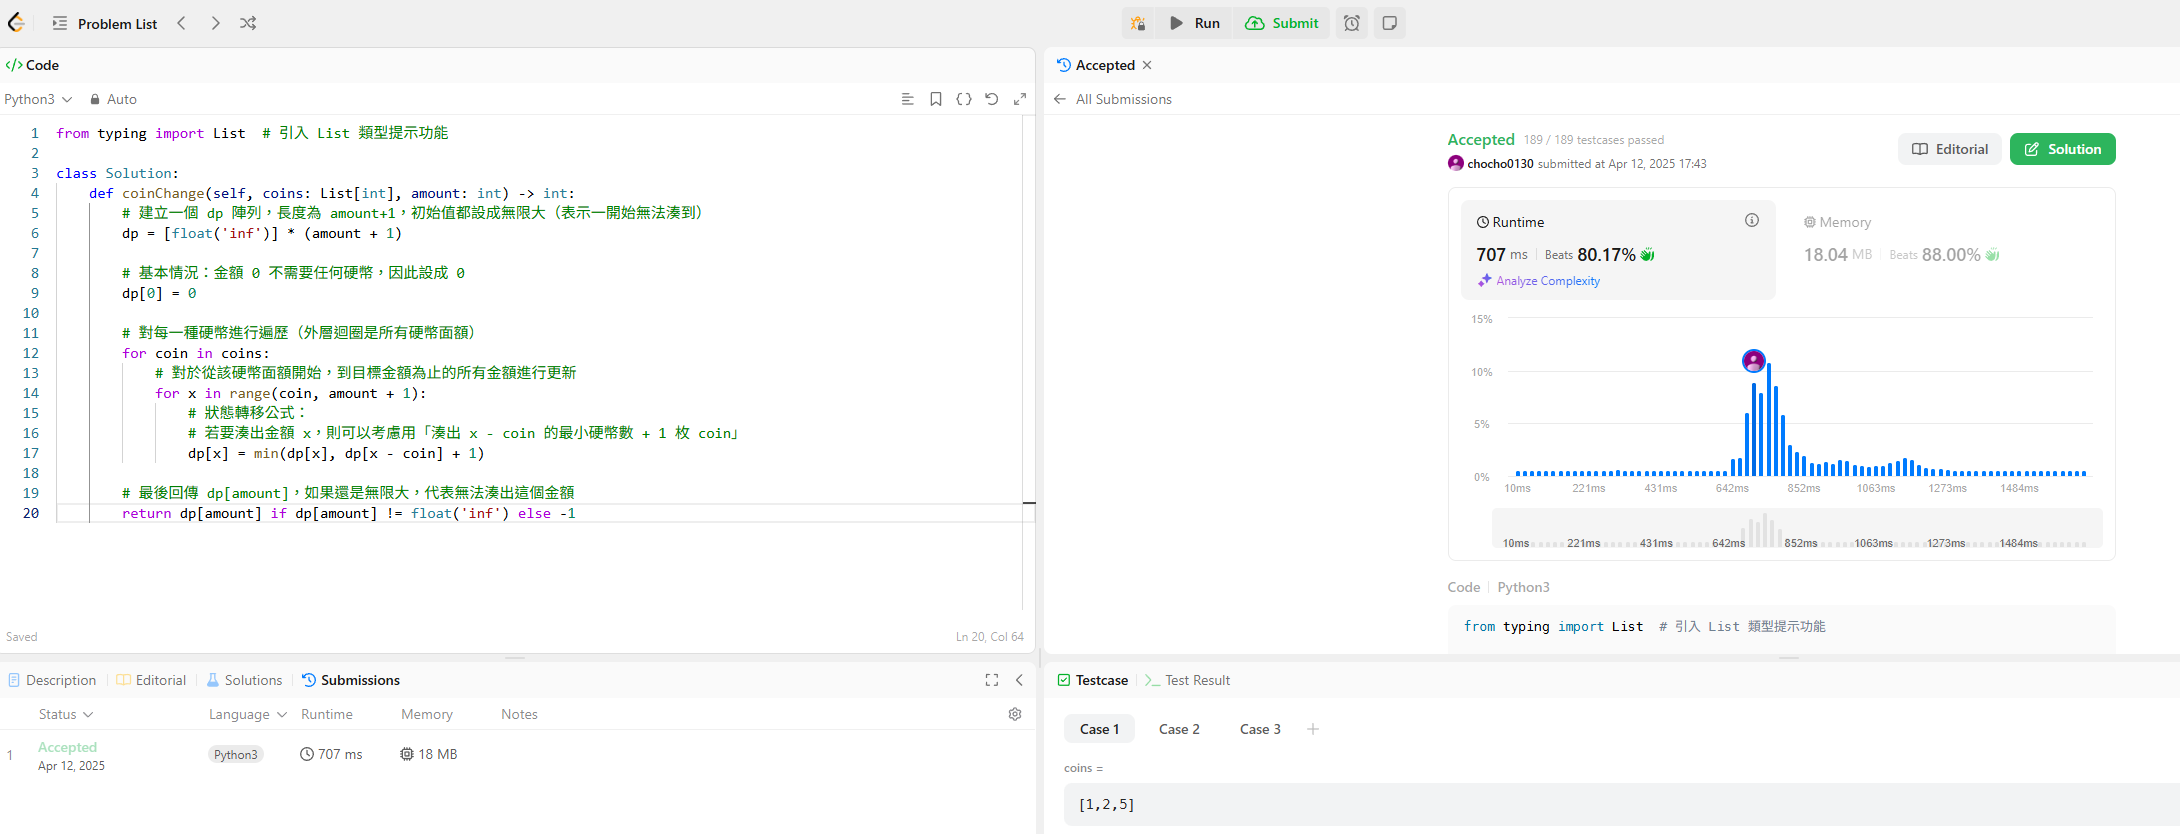 Problem List
Run
Submit
Code
Python3
Auto
1 from typing import List  # 引入 List 類型提示功能
2
3 class Solution:
4     def coinChange(self, coins: List[int], amount: int) -> int:
5         # 建立一個 dp 陣列，長度為 amount+1，初始值都設成無限大（表示一開始無法湊到）
6         dp = [float('inf')] * (amount + 1)
7
8         # 基本情況：金額 0 不需要任何硬幣，因此設成 0
9         dp[0] = 0
10
11         # 對每一種硬幣進行遍歷（外層迴圈是所有硬幣面額）
12         for coin in coins:
13             # 對於從該硬幣面額開始，到目標金額為止的所有金額進行更新
14             for x in range(coin, amount + 1):
15                 # 狀態轉移公式：
16                 # 若要湊出金額 x，則可以考慮用「湊出 x - coin 的最小硬幣數 + 1 枚 coin」
17                 dp[x] = min(dp[x], dp[x - coin] + 1)
18
19         # 最後回傳 dp[amount]，如果還是無限大，代表無法湊出這個金額
20         return dp[amount] if dp[amount] != float('inf') else -1
Saved
Ln 20, Col 64
Description
Editorial
Solutions
Submissions
Status
Language
Runtime
Memory
Notes
1
Accepted
Apr 12, 2025
Python3
707 ms
18 MB
Accepted
All Submissions
Accepted 189 / 189 testcases passed
chocho0130 submitted at Apr 12, 2025 17:43
Editorial
Solution
Runtime
707 ms Beats 80.17%
Analyze Complexity
Memory
18.04 MB Beats 88.00%
15%
10%
5%
0%
10ms 221ms 431ms 642ms 852ms 1063ms 1273ms 1484ms
10ms 221ms 431ms 642ms 852ms 1063ms 1273ms 1484ms
Code Python3
from typing import List  # 引入 List 類型提示功能
Testcase
Test Result
Case 1
Case 2
Case 3
coins =
[1,2,5]